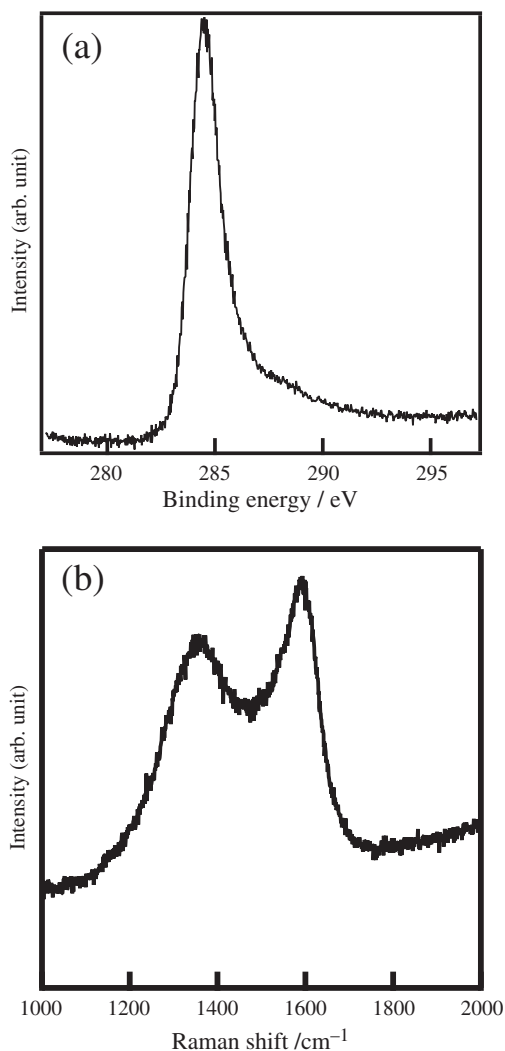 (a)
Intensity (arb. unit)
280 285 290 295
Binding energy / eV
(b)
Intensity (arb. unit)
1000 1200 1400 1600 1800 2000
Raman shift /cm⁻¹